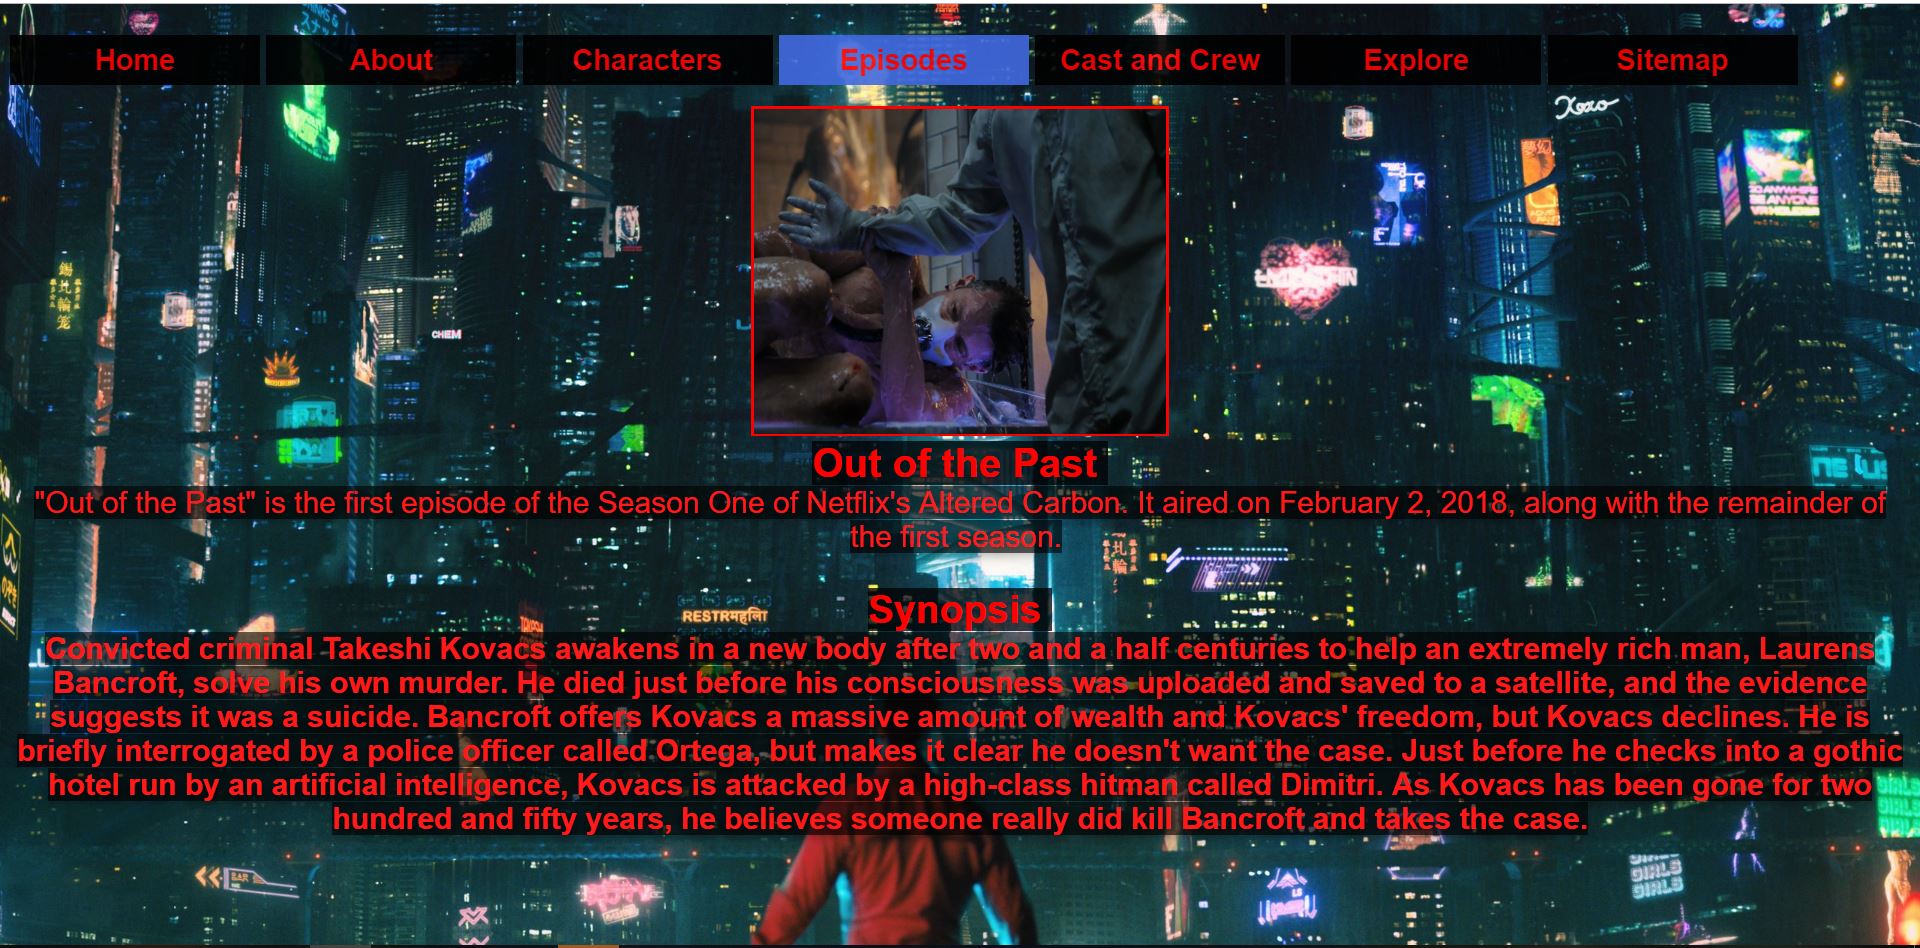 Home
About
Characters
Episodes
Cast and Crew
Explore
Sitemap
Xoxo
CHEM
Out of the Past
"Out of the Past" is the first episode of the Season One of Netflix's Altered Carbon. It aired on February 2, 2018, along with the remainder of
the first season.
RESTRमहलि
Synopsis
Convicted criminal Takeshi Kovacs awakens in a new body after two and a half centuries to help an extremely rich man, Laurens
Bancroft, solve his own murder. He died just before his consciousness was uploaded and saved to a satellite, and the evidence
suggests it was a suicide. Bancroft offers Kovacs a massive amount of wealth and Kovacs' freedom, but Kovacs declines. He is
briefly interrogated by a police officer called Ortega, but makes it clear he doesn't want the case. Just before he checks into a gothic
hotel run by an artificial intelligence, Kovacs is attacked by a high-class hitman called Dimitri. As Kovacs has been gone for two
hundred and fifty years, he believes someone really did kill Bancroft and takes the case.
BAR
GIRLS
GIRLS